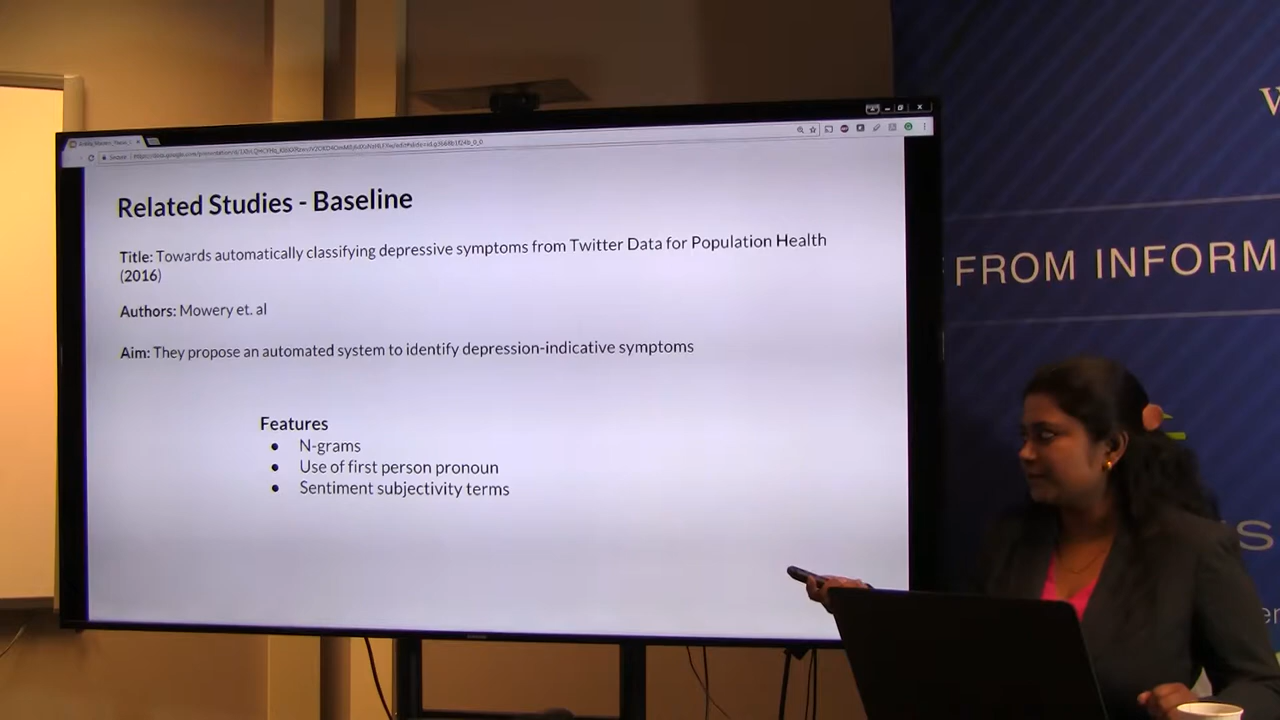 Related Studies - Baseline
Title: Towards automatically classifying depressive symptoms from Twitter Data for Population Health
(2016)
Authors: Mowery et. al
Aim: They propose an automated system to identify depression-indicative symptoms
Features
● N-grams
● Use of first person pronoun
● Sentiment subjectivity terms
W
FROM INFORM
S